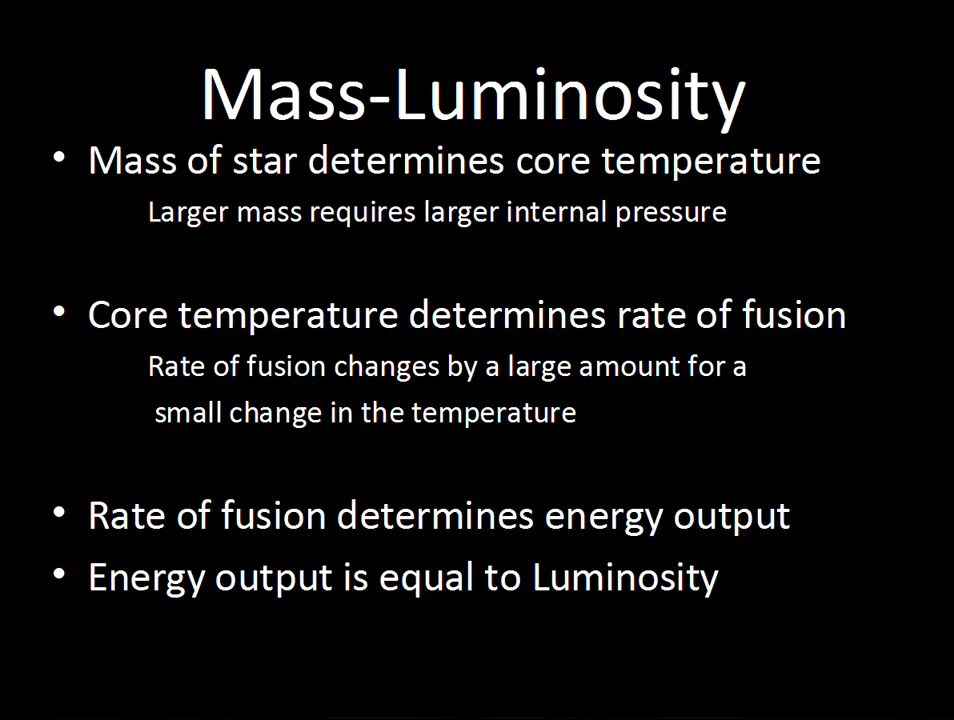 Mass-Luminosity
• Mass of star determines core temperature
Larger mass requires larger internal pressure
• Core temperature determines rate of fusion
Rate of fusion changes by a large amount for a
small change in the temperature
• Rate of fusion determines energy output
• Energy output is equal to Luminosity